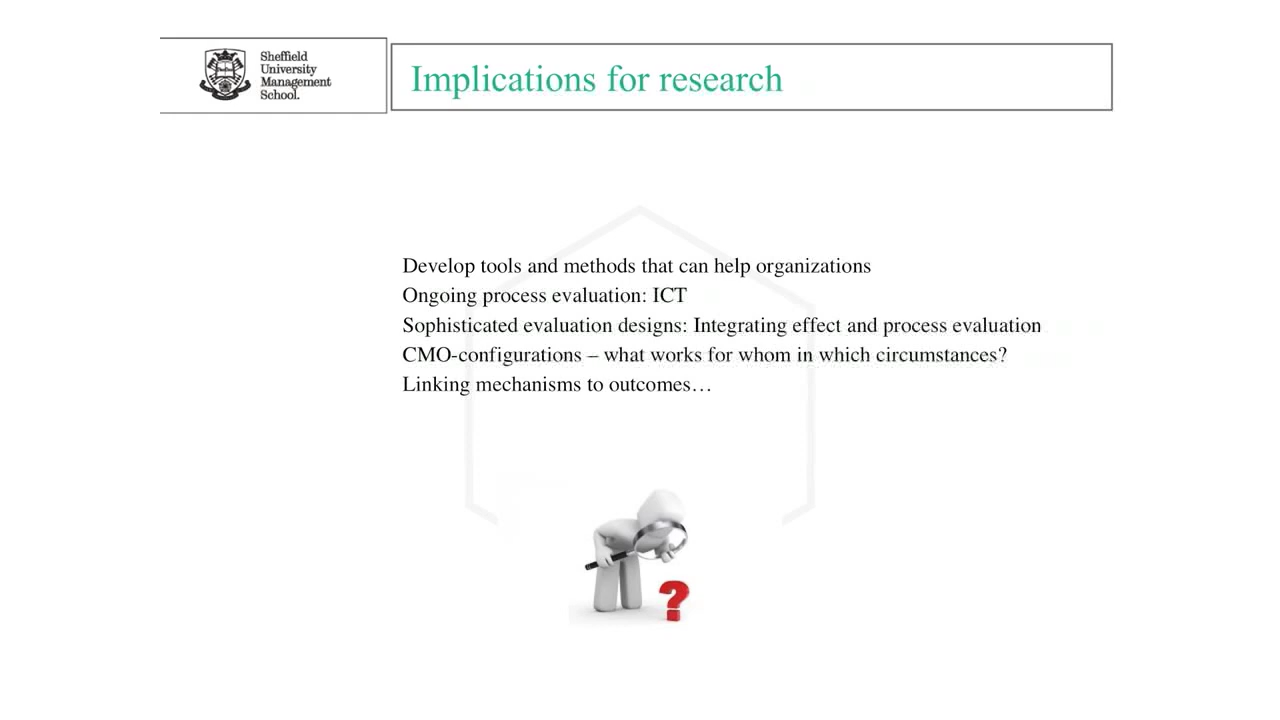 Sheffield
University
Management
School.
Implications for research
Develop tools and methods that can help organizations
Ongoing process evaluation: ICT
Sophisticated evaluation designs: Integrating effect and process evaluation
CMO-configurations – what works for whom in which circumstances?
Linking mechanisms to outcomes…
?